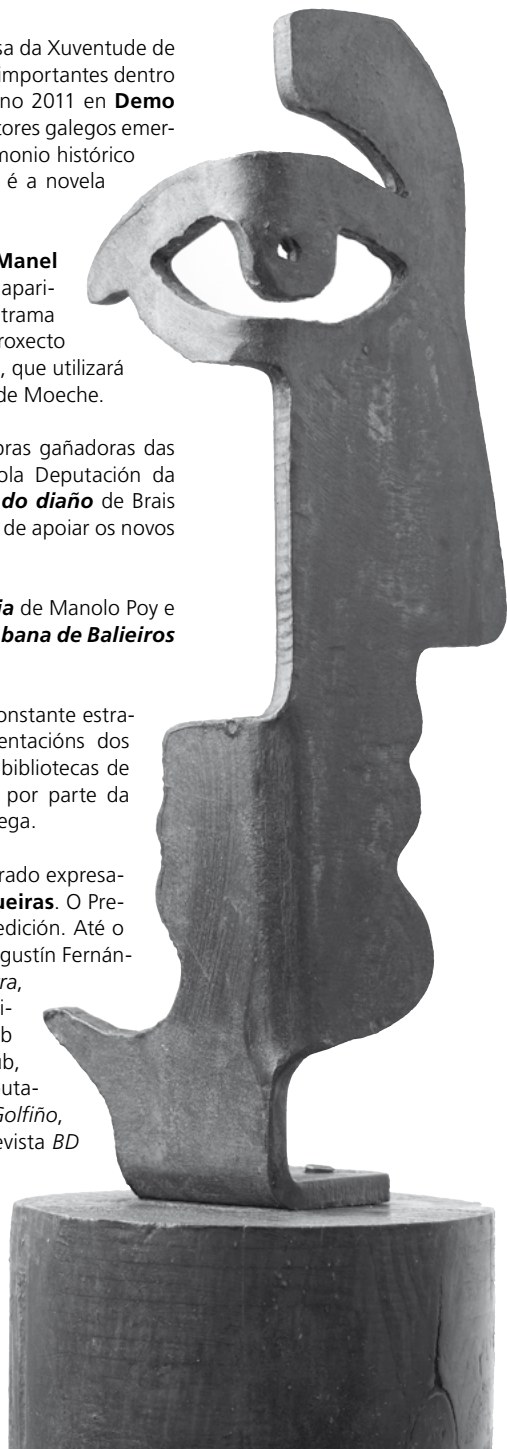 sa da Xuventude de
importantes dentro
no 2011 en Demo
tores galegos emer-
monio histórico
é a novela
Manel
apari-
trama
roxecto
, que utilizará
de Moeche.
bras gañadoras das
ola Deputación da
do diaño de Brais
de apoiar os novos
ia de Manolo Poy e
bana de Balieiros
onstante estra-
entacións dos
bibliotecas de
por parte da
ega.
rado expresa-
ueiras. O Pre-
edición. Até o
gustín Fernán-
ra,
ri-
b
ub,
uta-
Golfiño,
evista BD